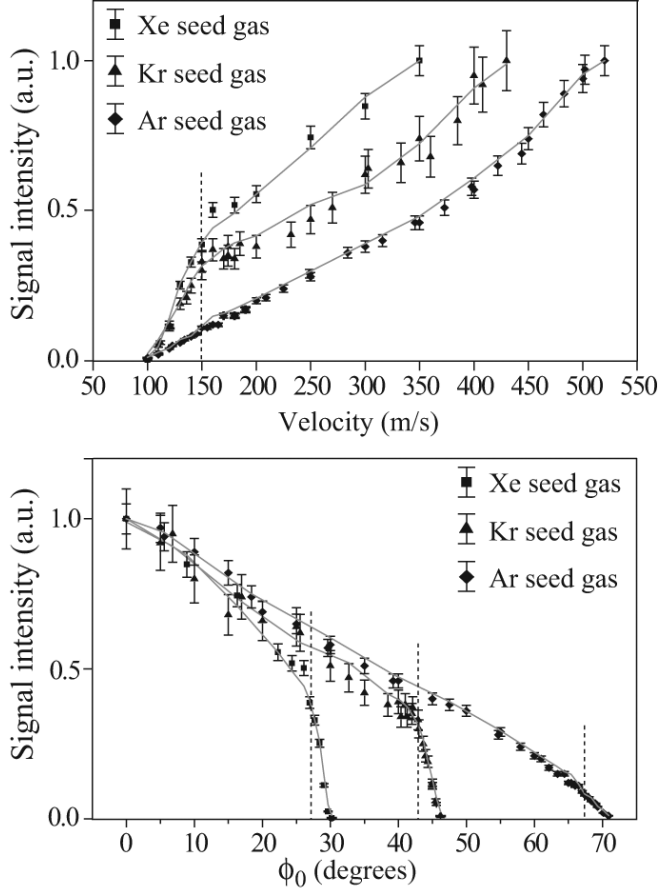 Xe seed gas
Kr seed gas
Ar seed gas
Signal intensity (a.u.)
1.0
0.5
0.0
50 100 150 200 250 300 350 400 450 500 550
Velocity (m/s)
Xe seed gas
Kr seed gas
Ar seed gas
Signal intensity (a.u.)
1.0
0.5
0.0
0 10 20 30 40 50 60 70
ϕ0 (degrees)